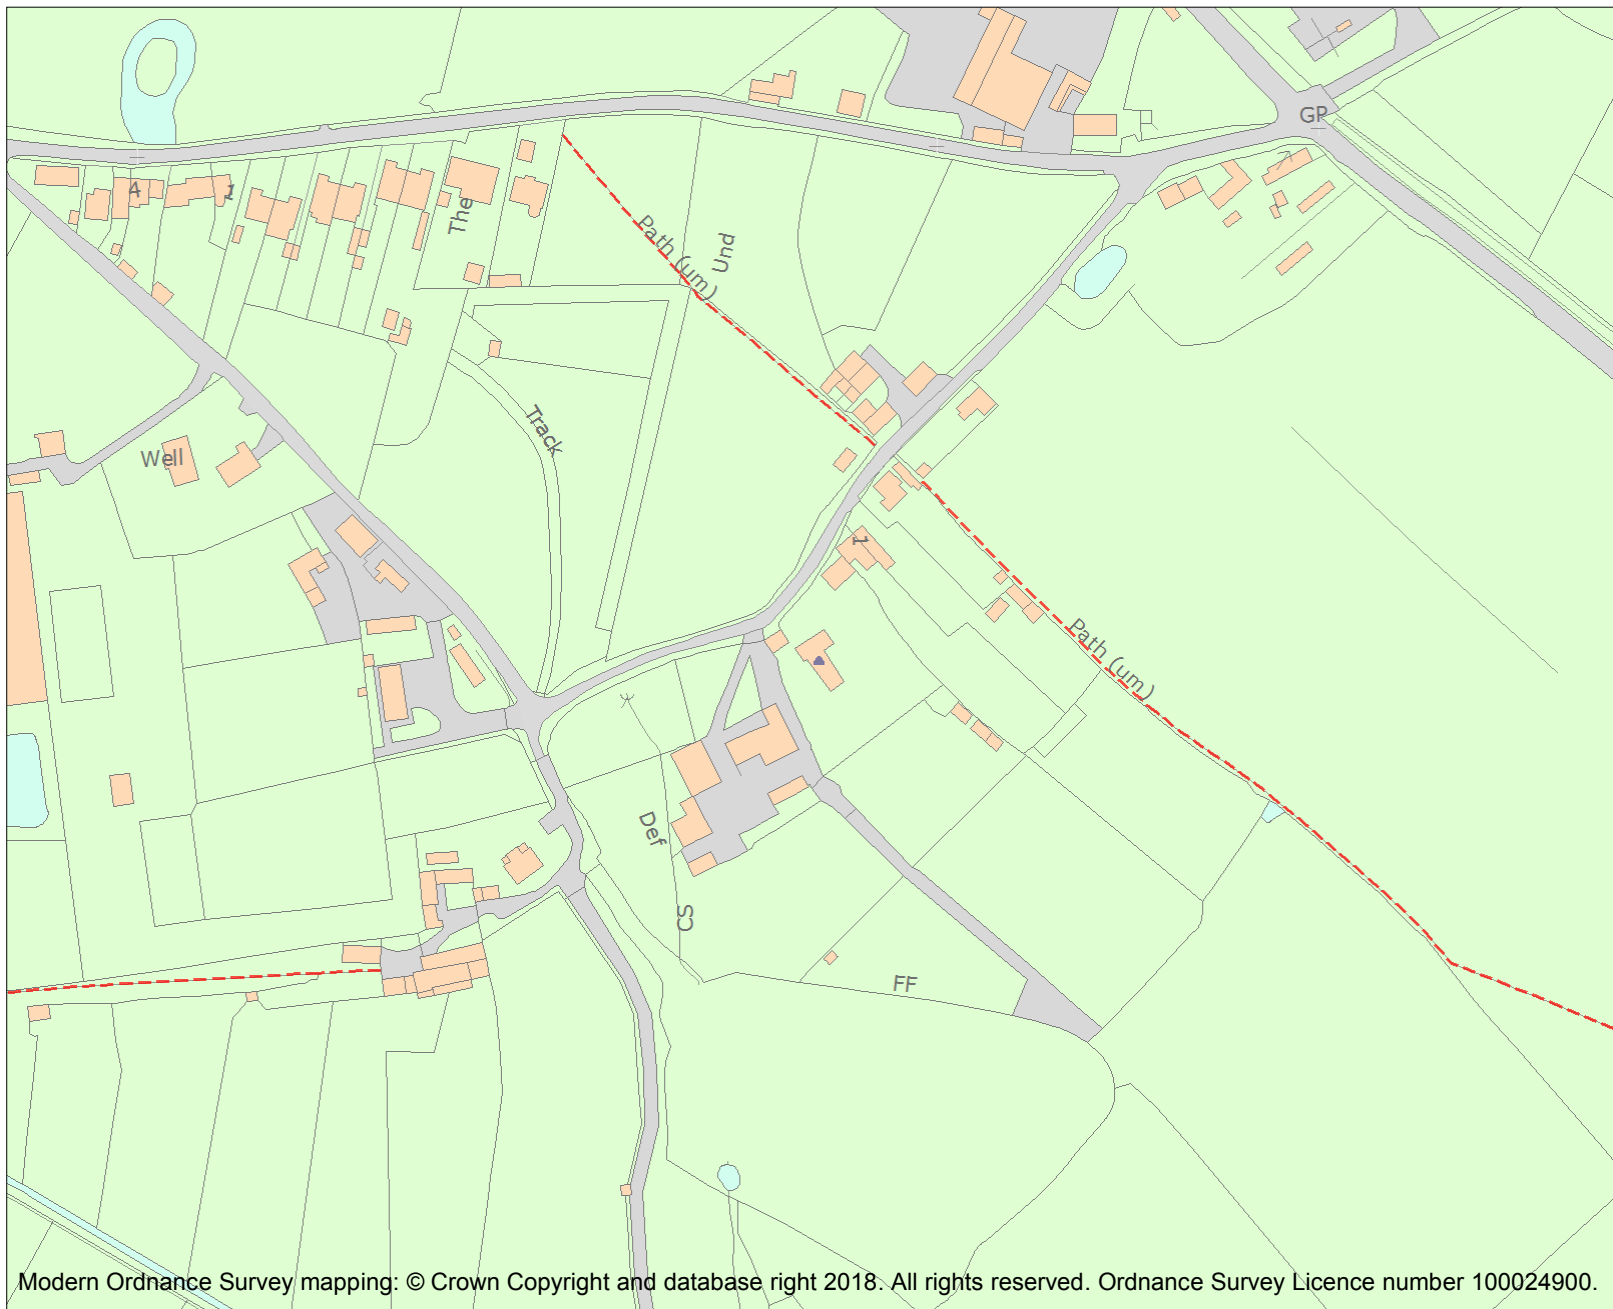 GP
4
1
The
Path (um)
Und
Track
Well
1
Path (um)
Def
CS
FF
Modern Ordnance Survey mapping: © Crown Copyright and database right 2018. All rights reserved. Ordnance Survey Licence number 100024900.